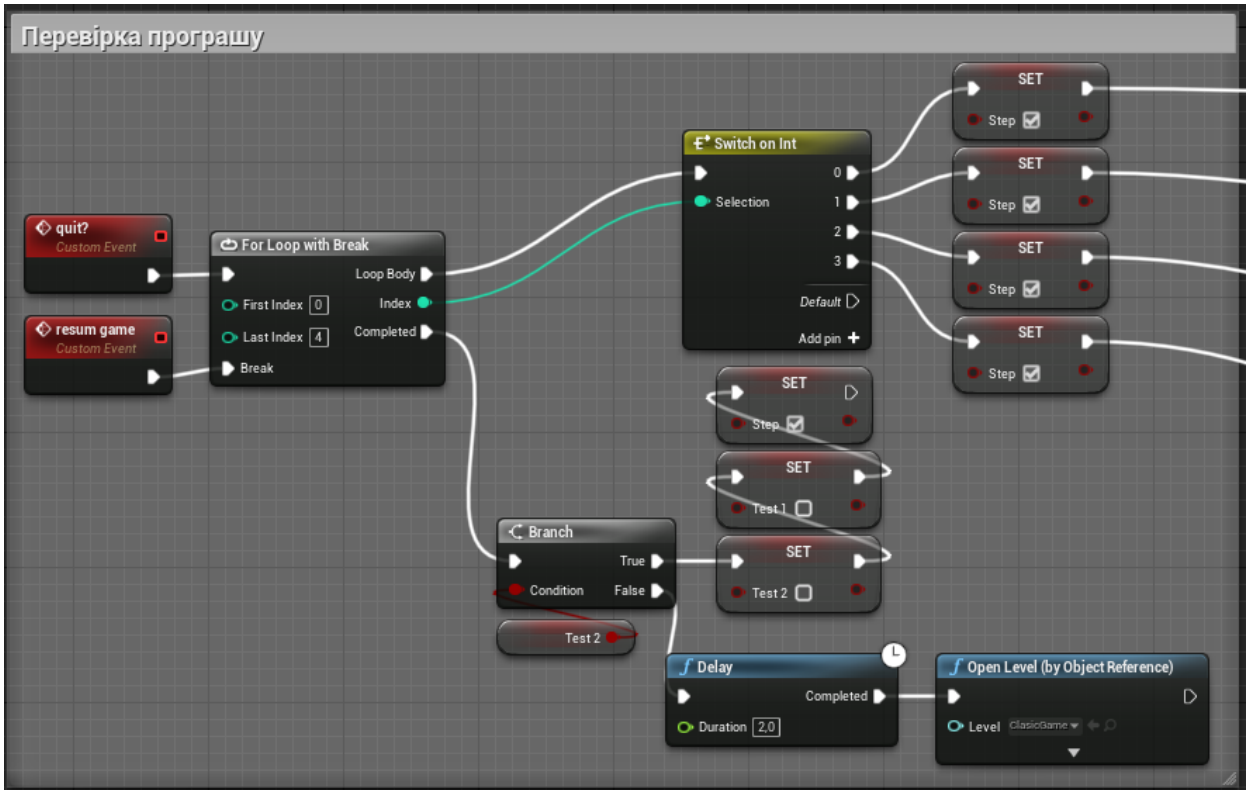 Перевірка програшу
quit?
Custom Event
resum game
Custom Event
For Loop with Break
Loop Body
First Index 0
Index
Last Index 4
Completed
Break
Switch on Int
0
Selection
1
2
3
Default
Add pin
SET
Step
SET
Step
SET
Step
SET
Step
SET
Step
SET
Test 1
SET
Test 2
Branch
True
Condition
False
Test 2
Delay
Completed
Duration 2,0
Open Level (by Object Reference)
Level ClasicGame